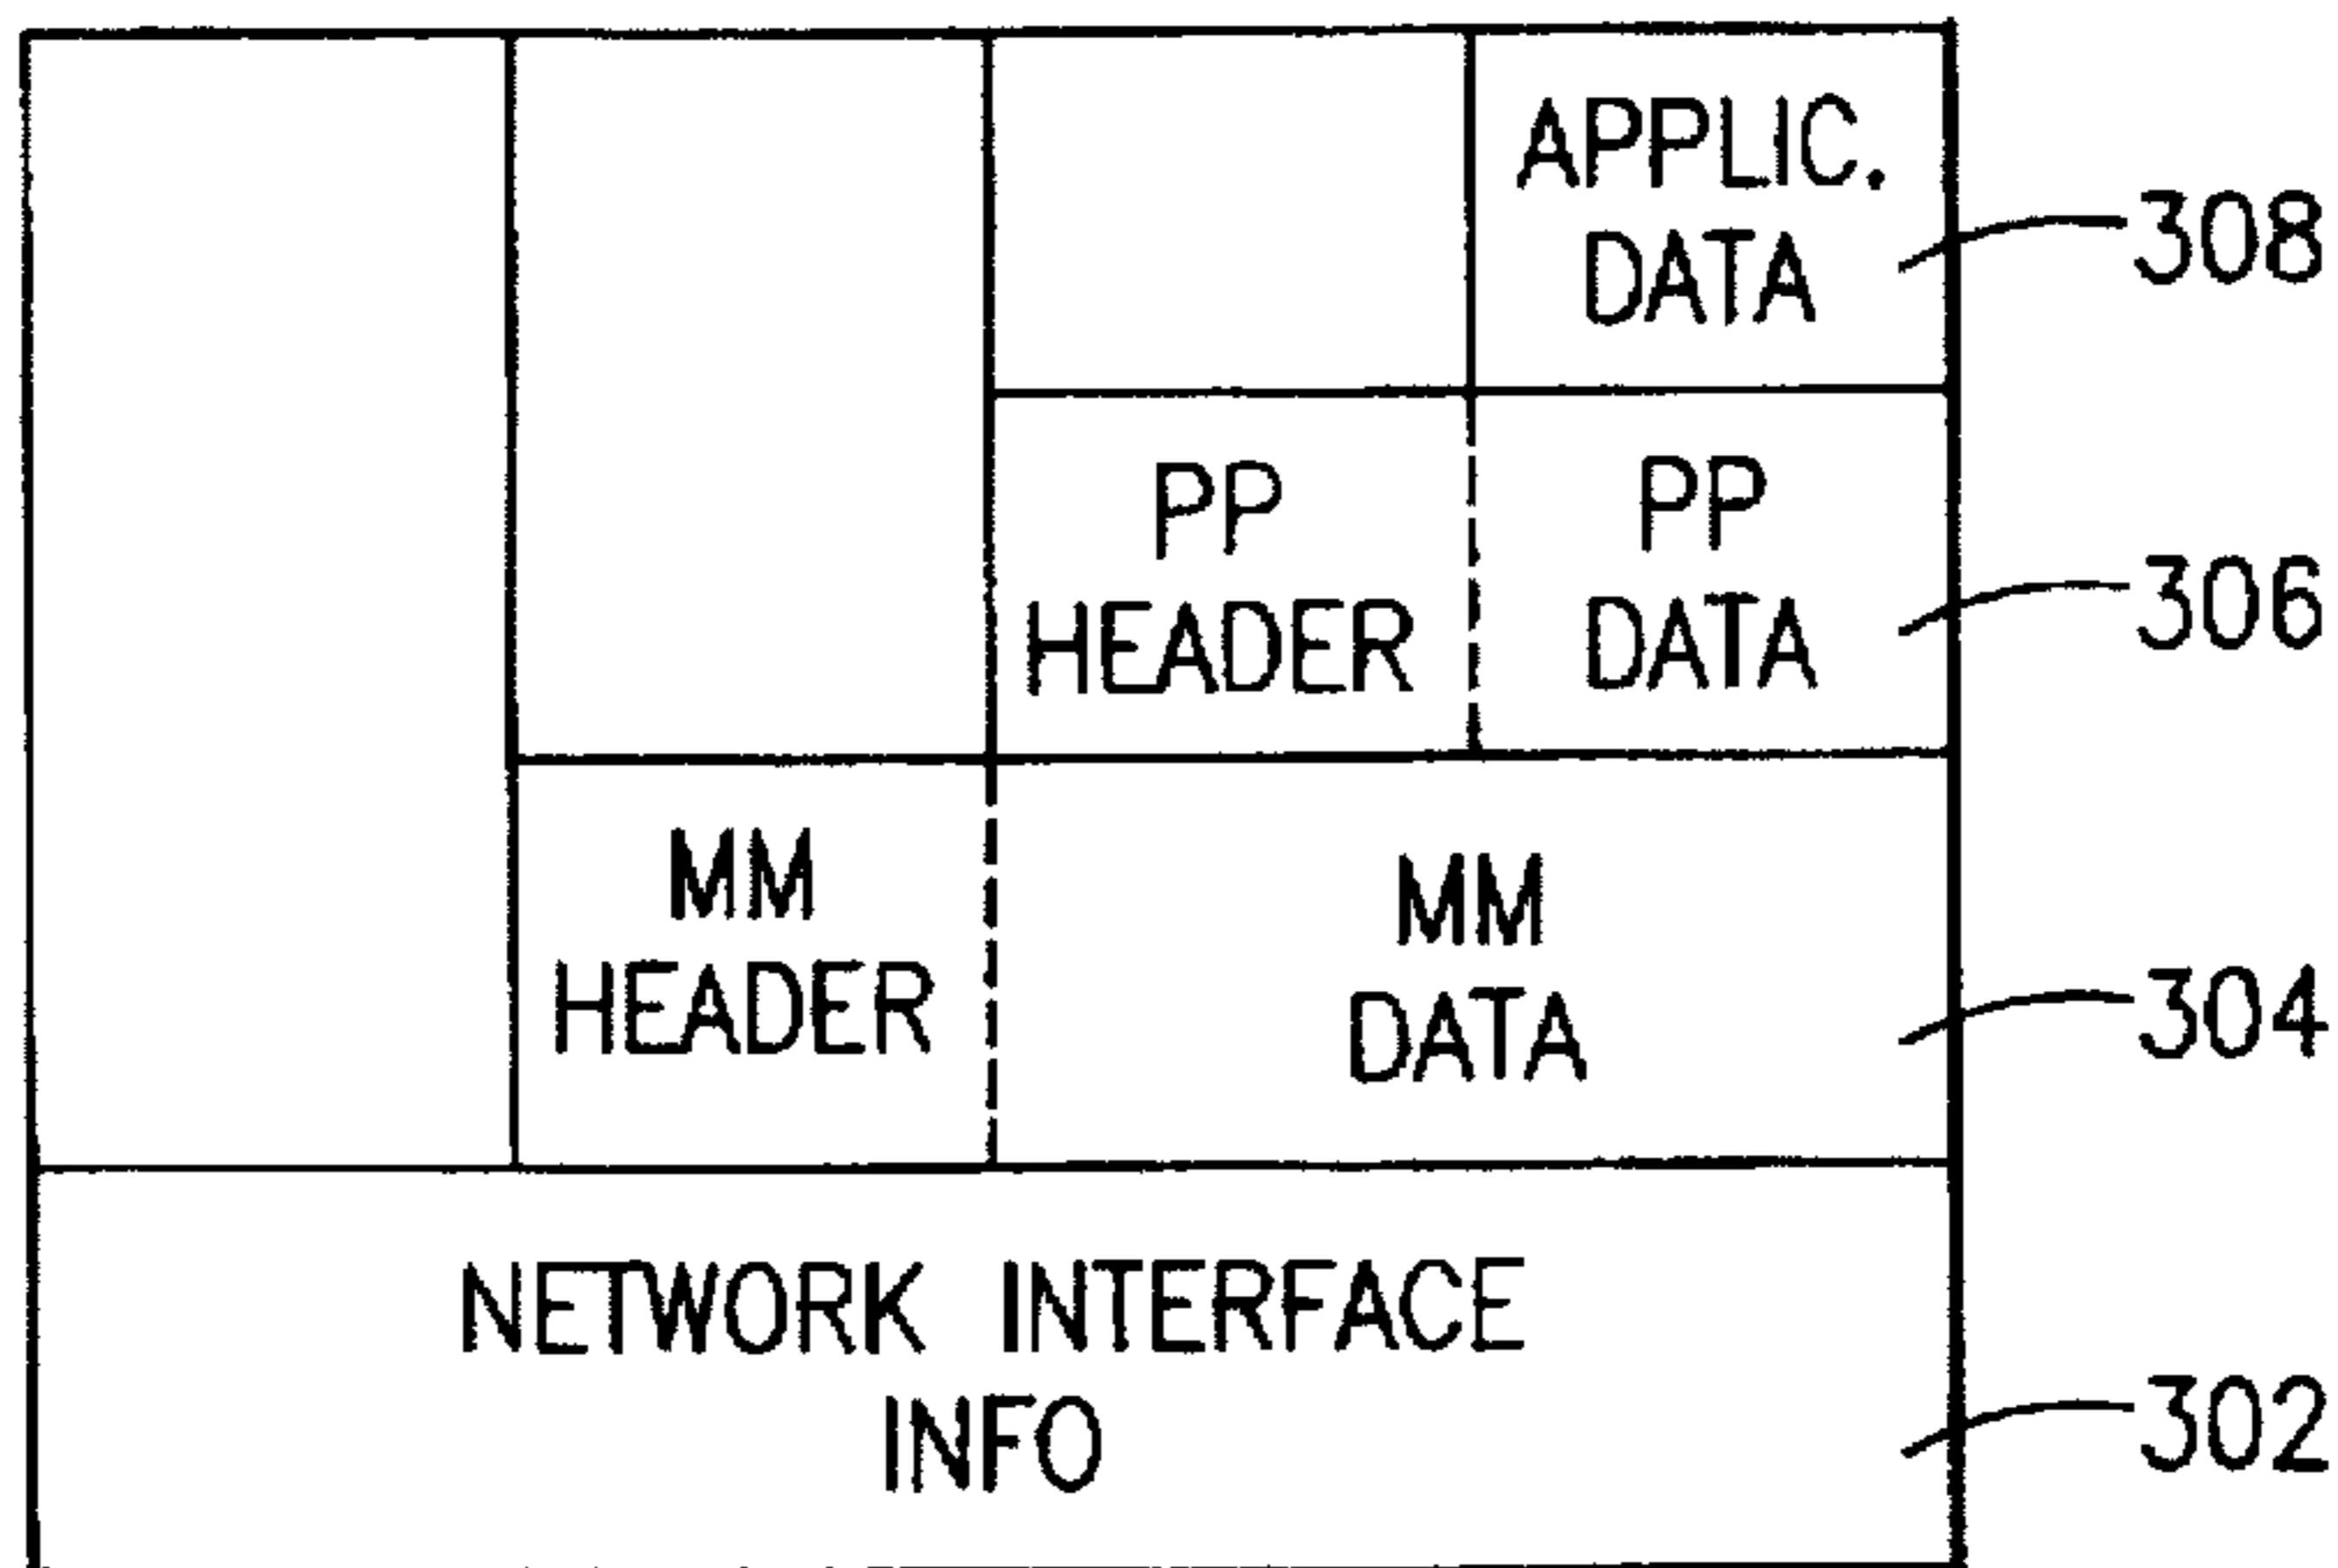 APPLIC.
DATA
308
PP
HEADER
PP
DATA
306
MM
HEADER
MM
DATA
304
NETWORK INTERFACE
INFO
302